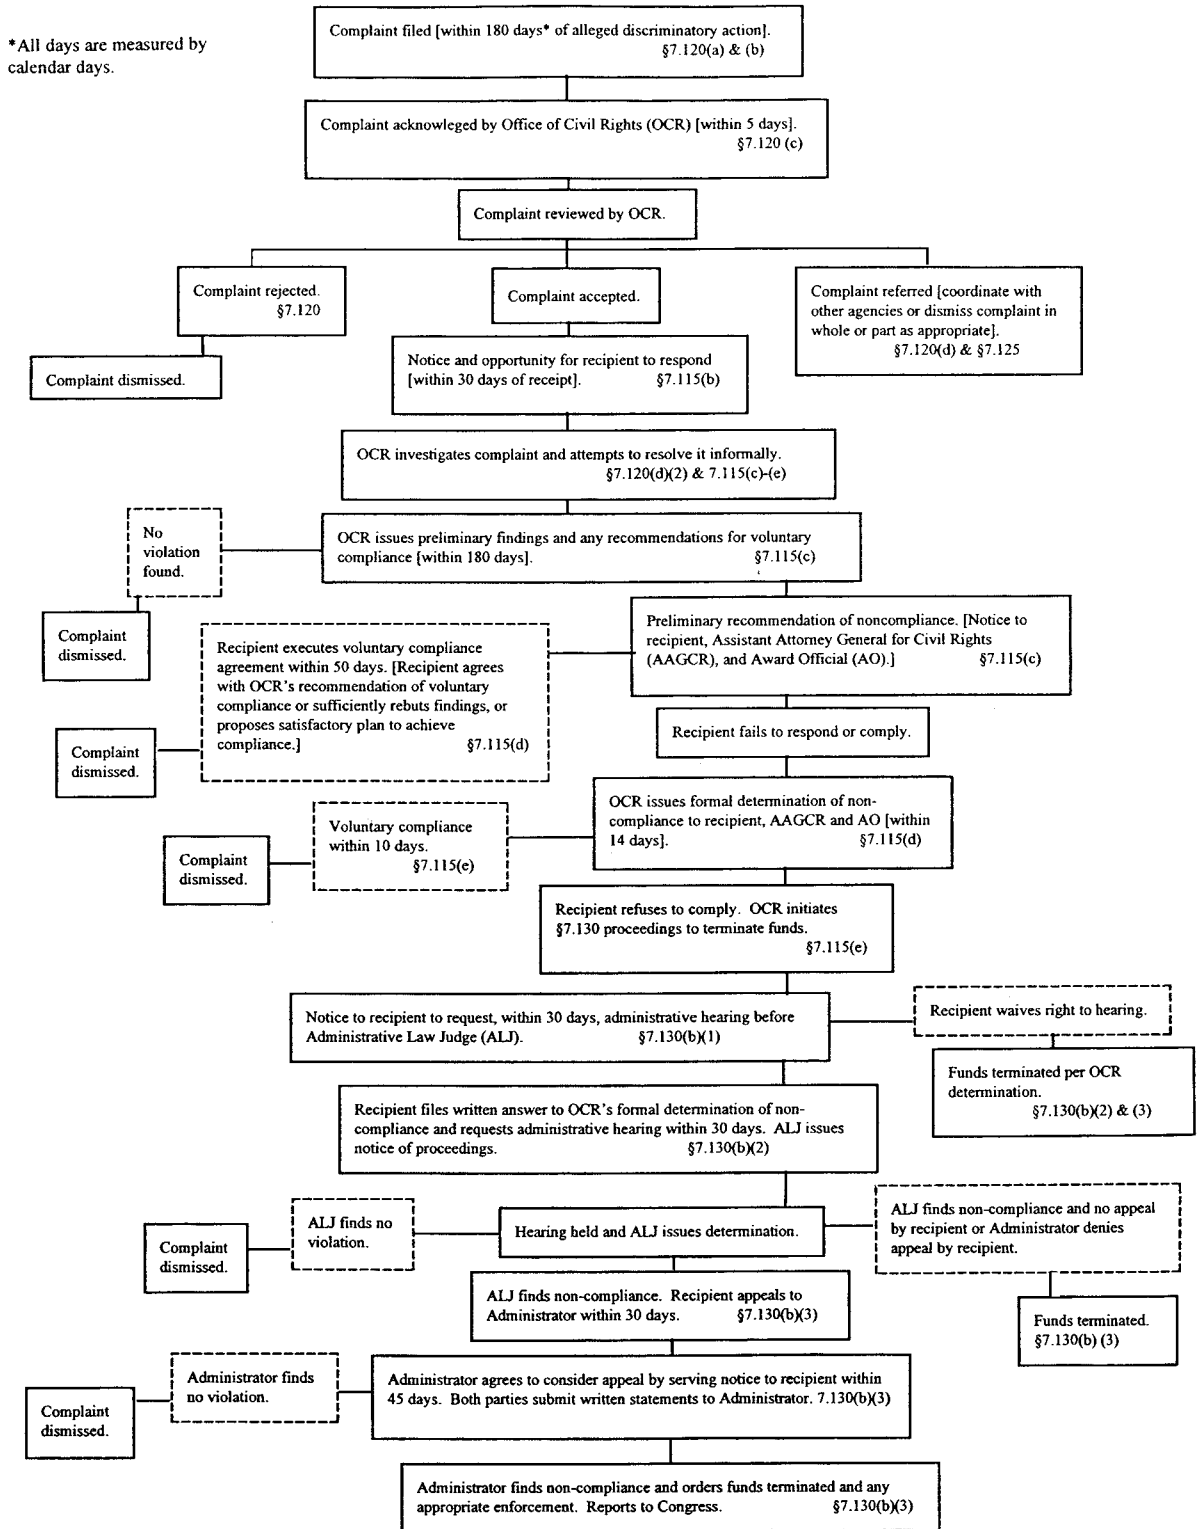 *All days are measured by
calendar days.
Complaint filed [within 180 days* of alleged discriminatory action].
§7.120(a) & (b)
Complaint acknowleged by Office of Civil Rights (OCR) [within 5 days].
§7.120 (c)
Complaint reviewed by OCR.
Complaint rejected.
§7.120
Complaint dismissed.
Complaint accepted.
Complaint referred [coordinate with
other agencies or dismiss complaint in
whole or part as appropriate].
§7.120(d) & §7.125
Notice and opportunity for recipient to respond
[within 30 days of receipt]. §7.115(b)
OCR investigates complaint and attempts to resolve it informally.
§7.120(d)(2) & 7.115(c)-(e)
OCR issues preliminary findings and any recommendations for voluntary
compliance [within 180 days]. §7.115(c)
No
violation
found.
Complaint
dismissed.
Preliminary recommendation of noncompliance. [Notice to
recipient, Assistant Attorney General for Civil Rights
(AAGCR), and Award Official (AO).] §7.115(c)
Recipient executes voluntary compliance
agreement within 50 days. [Recipient agrees
with OCR's recommendation of voluntary
compliance or sufficiently rebuts findings, or
proposes satisfactory plan to achieve
compliance.] §7.115(d)
Complaint
dismissed.
Recipient fails to respond or comply.
OCR issues formal determination of non-
compliance to recipient, AAGCR and AO [within
14 days]. §7.115(d)
Voluntary compliance
within 10 days.
§7.115(e)
Complaint
dismissed.
Recipient refuses to comply. OCR initiates
§7.130 proceedings to terminate funds.
§7.115(e)
Notice to recipient to request, within 30 days, administrative hearing before
Administrative Law Judge (ALJ). §7.130(b)(1)
Recipient waives right to hearing.
Funds terminated per OCR
determination.
§7.130(b)(2) & (3)
Recipient files written answer to OCR's formal determination of non-
compliance and requests administrative hearing within 30 days. ALJ issues
notice of proceedings. §7.130(b)(2)
Hearing held and ALJ issues determination.
ALJ finds no
violation.
Complaint
dismissed.
ALJ finds non-compliance and no appeal
by recipient or Administrator denies
appeal by recipient.
Funds terminated.
§7.130(b) (3)
ALJ finds non-compliance. Recipient appeals to
Administrator within 30 days. §7.130(b)(3)
Administrator agrees to consider appeal by serving notice to recipient within
45 days. Both parties submit written statements to Administrator. 7.130(b)(3)
Administrator finds
no violation.
Complaint
dismissed.
Administrator finds non-compliance and orders funds terminated and any
appropriate enforcement. Reports to Congress. §7.130(b)(3)